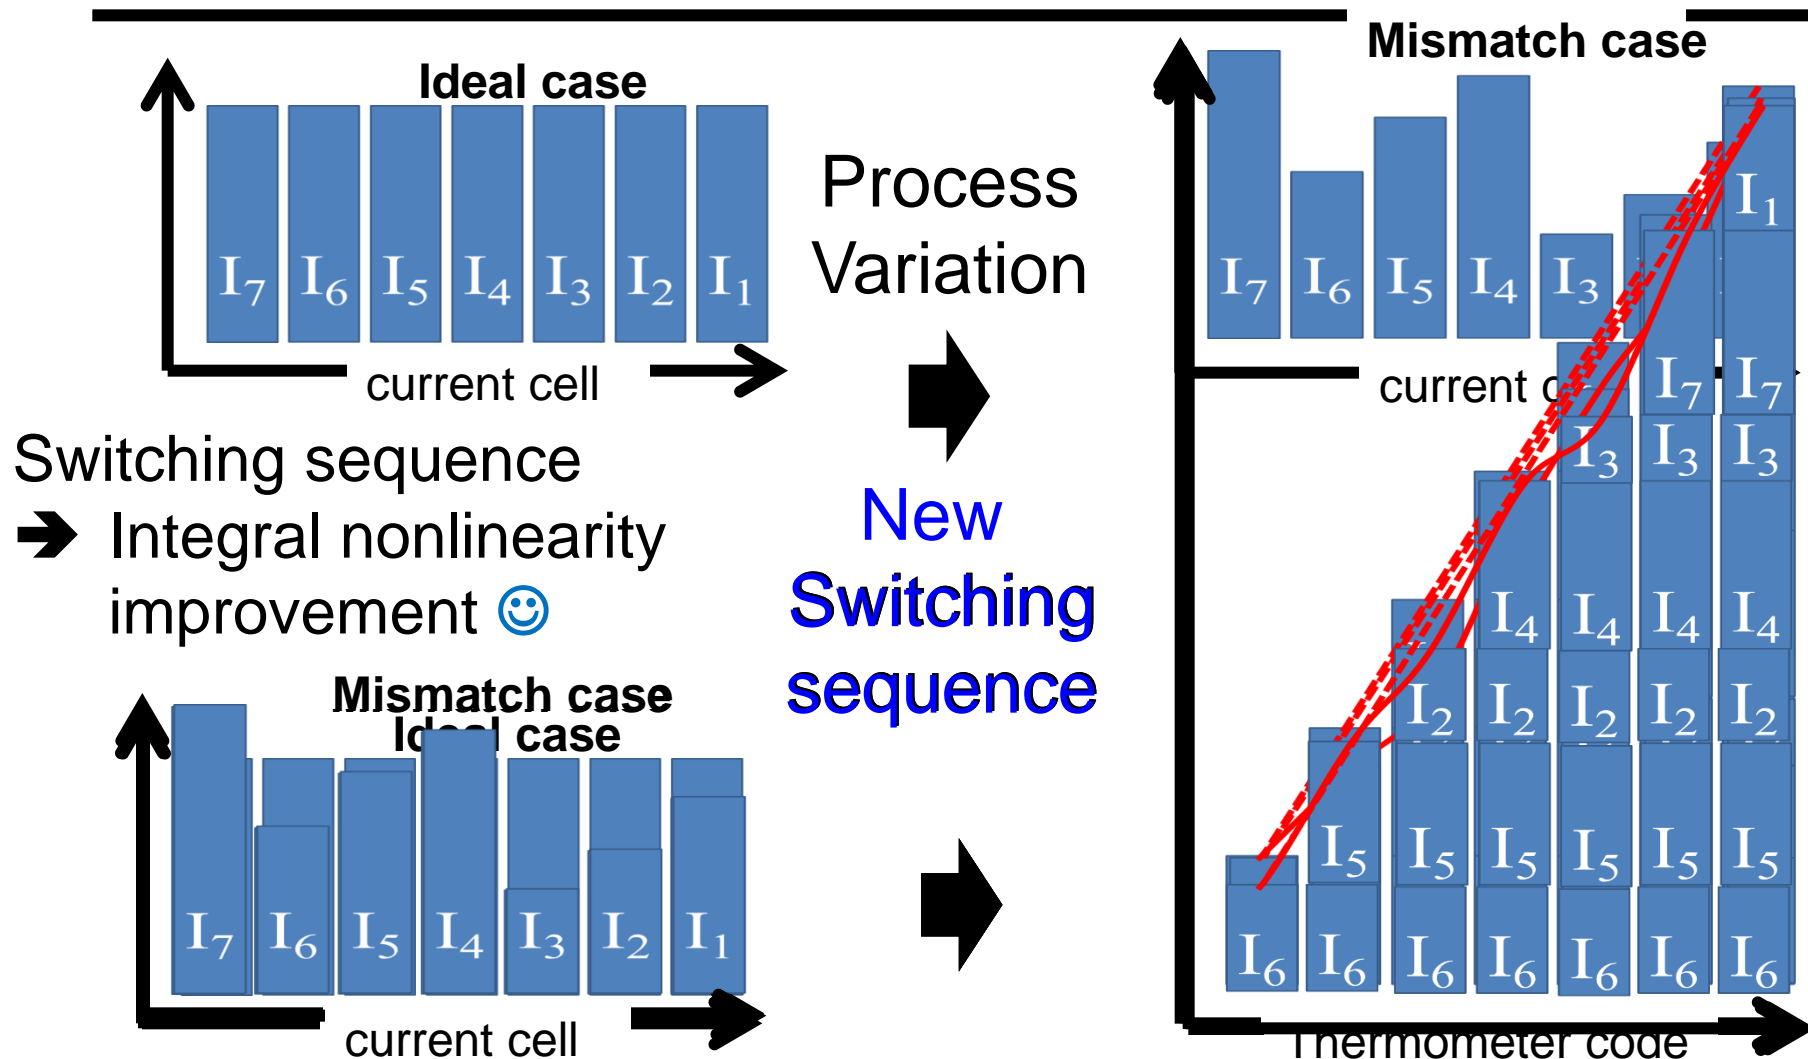 Ideal case
I₇ I₆ I₅ I₄ I₃ I₂ I₁
current cell
Process
Variation
Mismatch case
I₇ I₆ I₅ I₄ I₃
current
Switching sequence
➔ Integral nonlinearity
improvement ☺
New
Switching
sequence
Mismatch case
Ideal case
I₇ I₆ I₅ I₄ I₃ I₂ I₁
current cell
I₁
I₇ I₇
I₃ I₃ I₃
I₄ I₄ I₄ I₄
I₂ I₂ I₂ I₂ I₂
I₅ I₅ I₅ I₅ I₅ I₅
I₆ I₆ I₆ I₆ I₆ I₆ I₆
Thermometer code